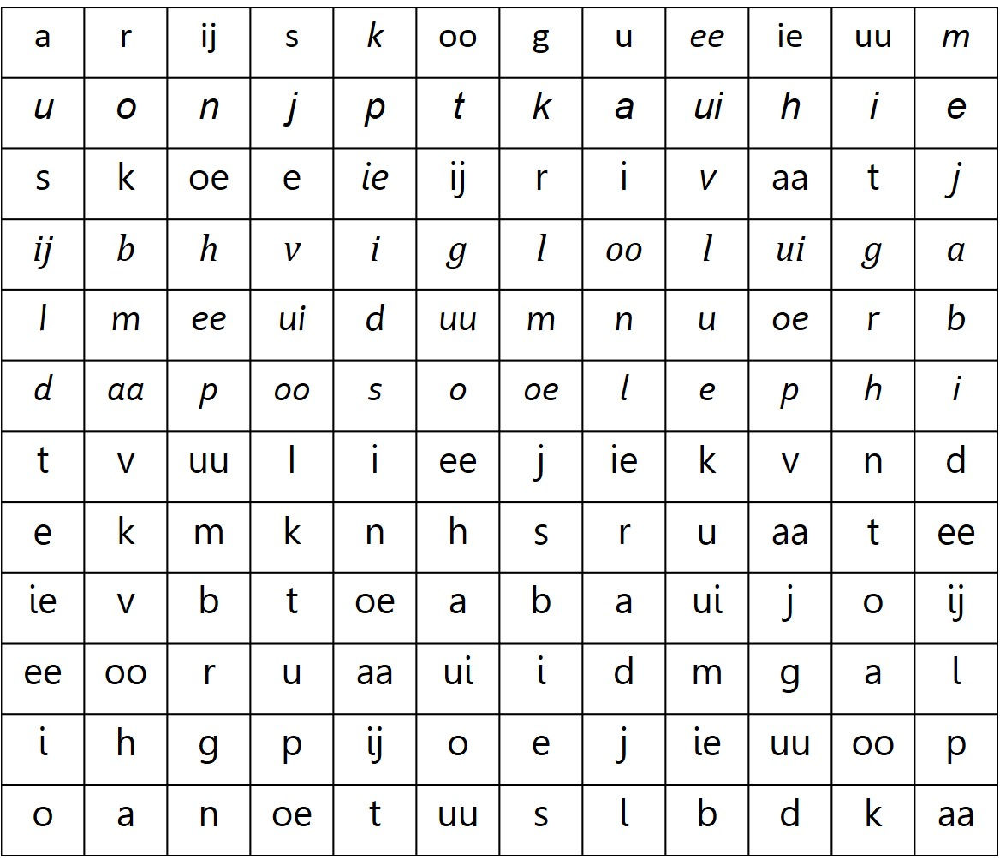 a r ij s k oo g u ee ie uu m
u o n j p t k a ui h i e
s k oe e ie ij r i v aa t j
ij b h v i g l oo l ui g a
l m ee ui d uu m n u oe r b
d aa p oo s o oe l e p h i
t v uu l i ee j ie k v n d
e k m k n h s r u aa t ee
ie v b t oe a b a ui j o ij
ee oo r u aa ui i d m g a l
i h g p ij o e j ie uu oo p
o a n oe t uu s l b d k aa